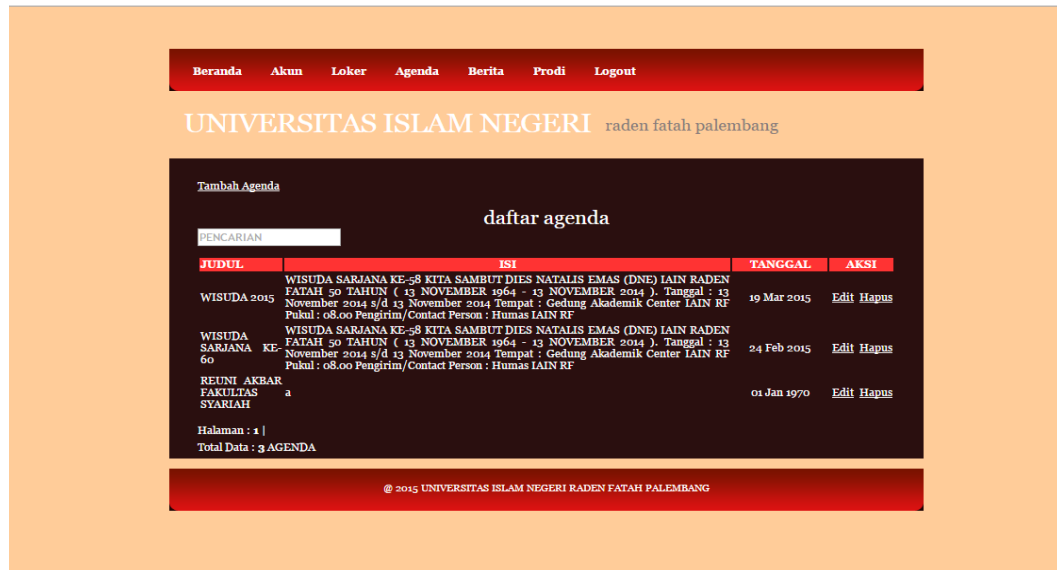 Beranda Akun Loker Agenda Berita Prodi Logout
UNIVERSITAS ISLAM NEGERI raden fatah palembang
Tambah Agenda
daftar agenda
PENCARIAN
JUDUL ISI TANGGAL AKSI
WISUDA 2015
WISUDA SARJANA KE-58 KITA SAMBUT DIES NATALIS EMAS (DNE) IAIN RADEN
FATAH 50 TAHUN ( 13 NOVEMBER 1964 - 13 NOVEMBER 2014 ). Tanggal : 13
November 2014 s/d 13 November 2014 Tempat : Gedung Akademik Center IAIN RF
Pukul : 08.00 Pengirim/Contact Person : Humas IAIN RF
19 Mar 2015 Edit Hapus
WISUDA
SARJANA KE-
60
WISUDA SARJANA KE-58 KITA SAMBUT DIES NATALIS EMAS (DNE) IAIN RADEN
FATAH 50 TAHUN ( 13 NOVEMBER 1964 - 13 NOVEMBER 2014 ). Tanggal : 13
November 2014 s/d 13 November 2014 Tempat : Gedung Akademik Center IAIN RF
Pukul : 08.00 Pengirim/Contact Person : Humas IAIN RF
24 Feb 2015 Edit Hapus
REUNI AKBAR
FAKULTAS
SYARIAH
a
01 Jan 1970 Edit Hapus
Halaman : 1 |
Total Data : 3 AGENDA
@ 2015 UNIVERSITAS ISLAM NEGERI RADEN FATAH PALEMBANG